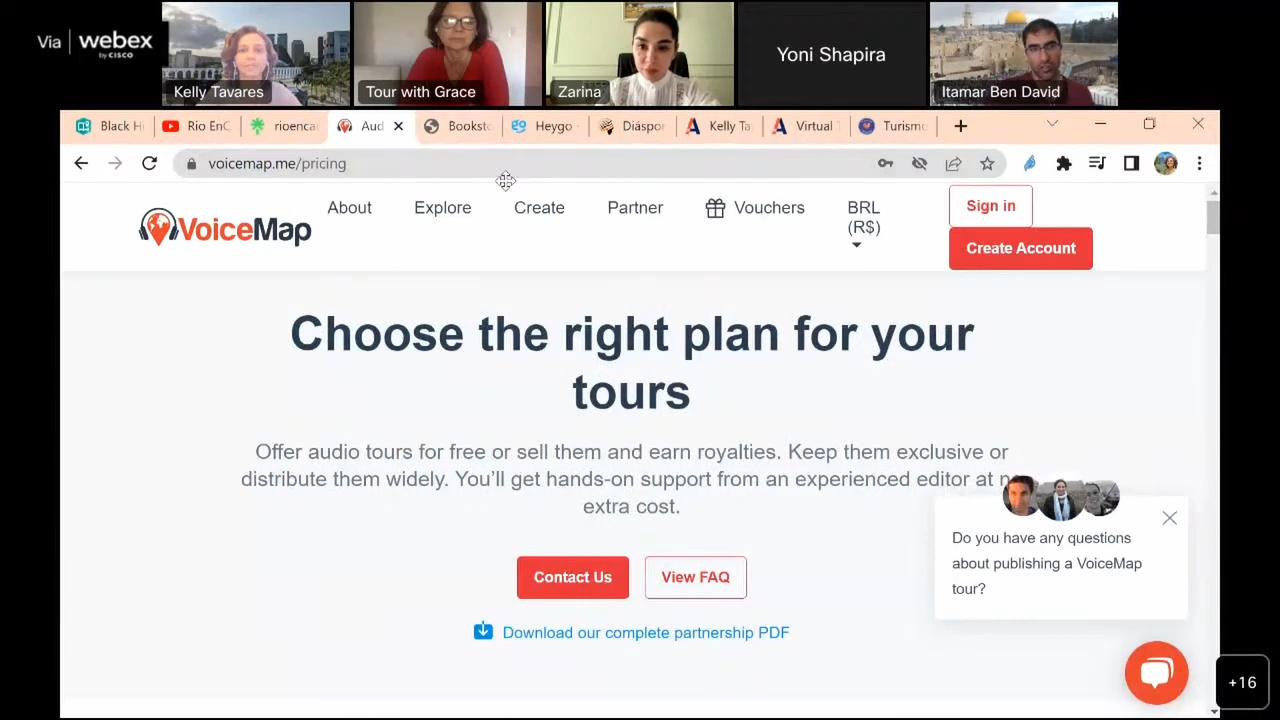 Via webex
by CISCO
Kelly Tavares
Tour with Grace
Zarina
Yoni Shapira
Itamar Ben David
Black Hi
Rio EnC
rioenca
Aud
Booksto
Heygo
Diáspor
Kelly Ta
Virtual
Turismo
voicemap.me/pricing
VoiceMap
About
Explore
Create
Partner
Vouchers
BRL
(R$)
Sign in
Create Account
Choose the right plan for your
tours
Offer audio tours for free or sell them and earn royalties. Keep them exclusive or
distribute them widely. You'll get hands-on support from an experienced editor at n
extra cost.
Contact Us
View FAQ
Download our complete partnership PDF
Do you have any questions
about publishing a VoiceMap
tour?
+16